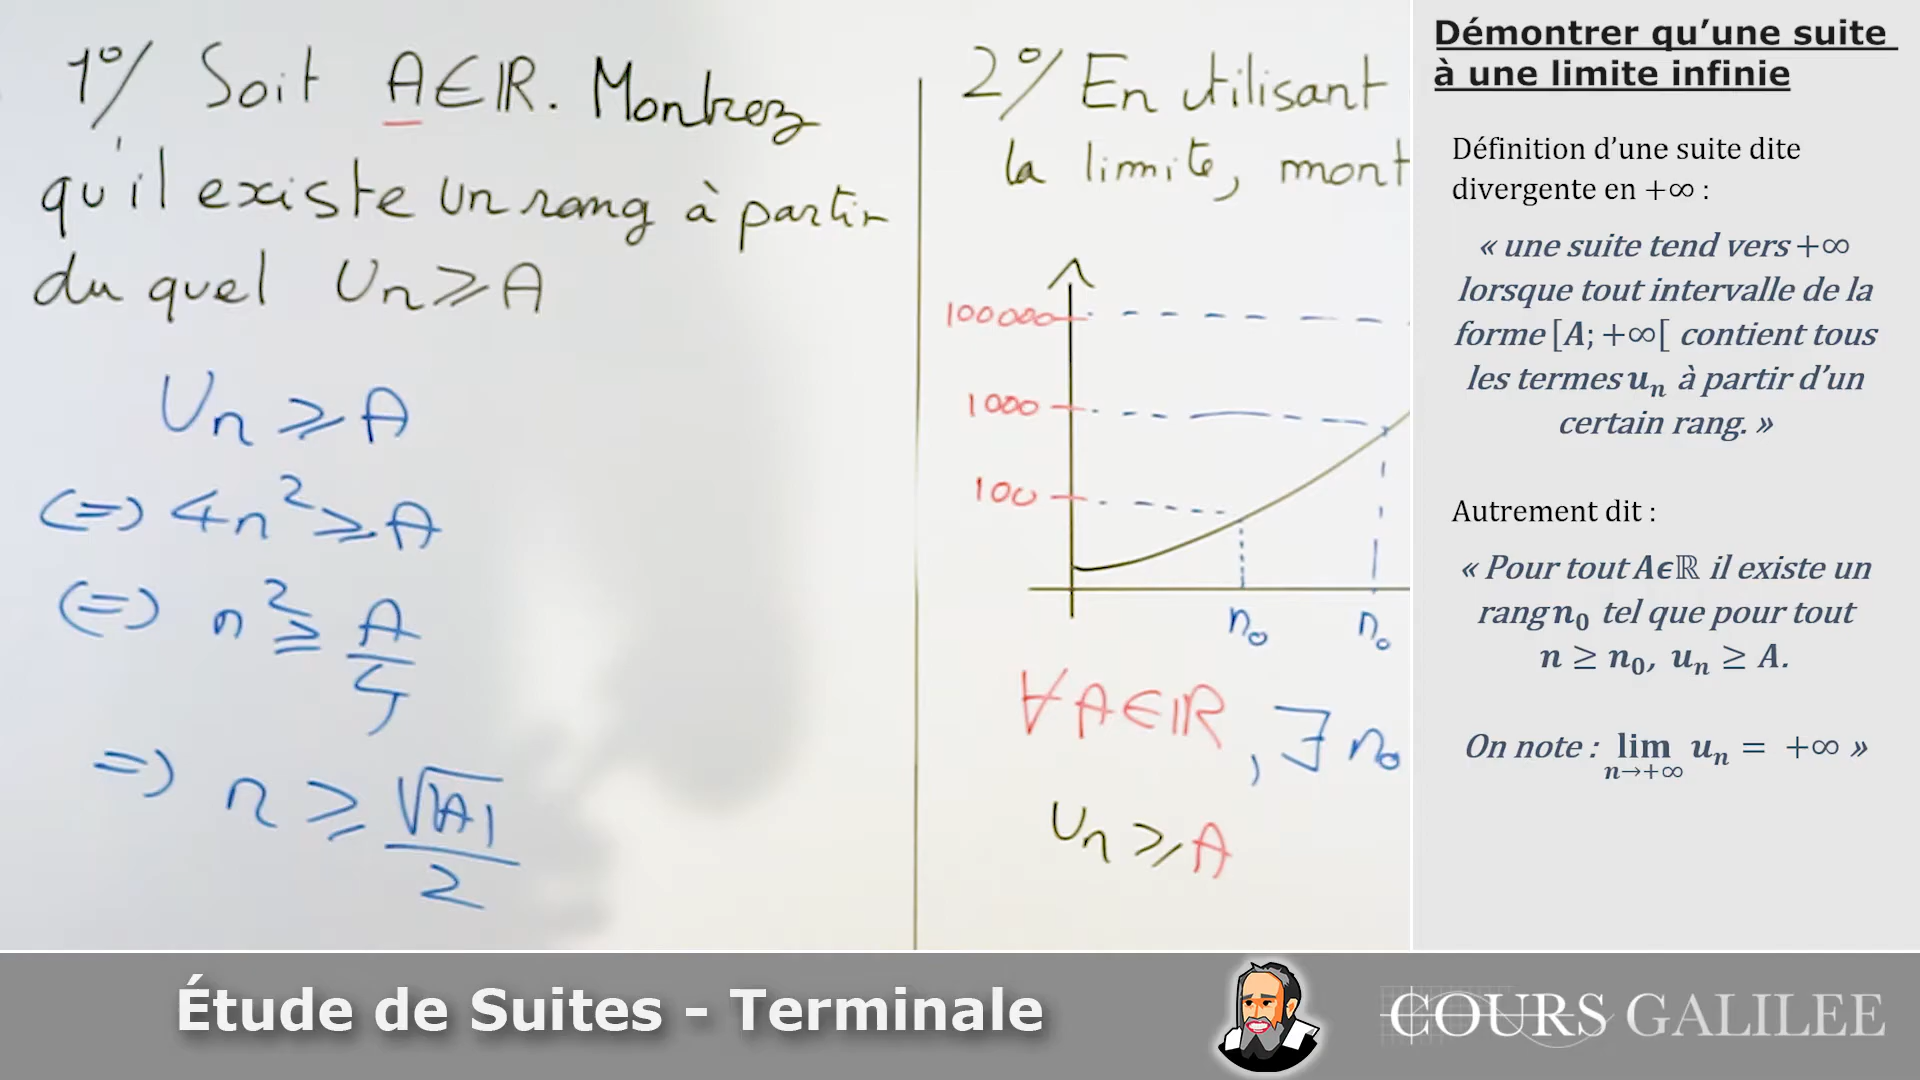 1°/ Soit A∈ℝ. Montrez
qu'il existe un rang à partir
du quel Un ⩾ A
Un ⩾ A
(=) 4n² ⩾ A
(=) n² ⩾ A/4
=) n ⩾ √|A|/2
2°/ En utilisant
la limite, mont
100000
1000
100
n₀ n₀
∀A∈ℝ, ∃ n₀
Un ⩾ A
Démontrer qu’une suite
à une limite infinie
Définition d’une suite dite
divergente en +∞ :
« une suite tend vers +∞
lorsque tout intervalle de la
forme [A; +∞[ contient tous
les termes uₙ à partir d’un
certain rang. »
Autrement dit :
« Pour tout Aϵℝ il existe un
rang n₀ tel que pour tout
n ≥ n₀, uₙ ≥ A.
On note : lim uₙ = +∞ »
n→+∞
Étude de Suites - Terminale
COURS GALILEE